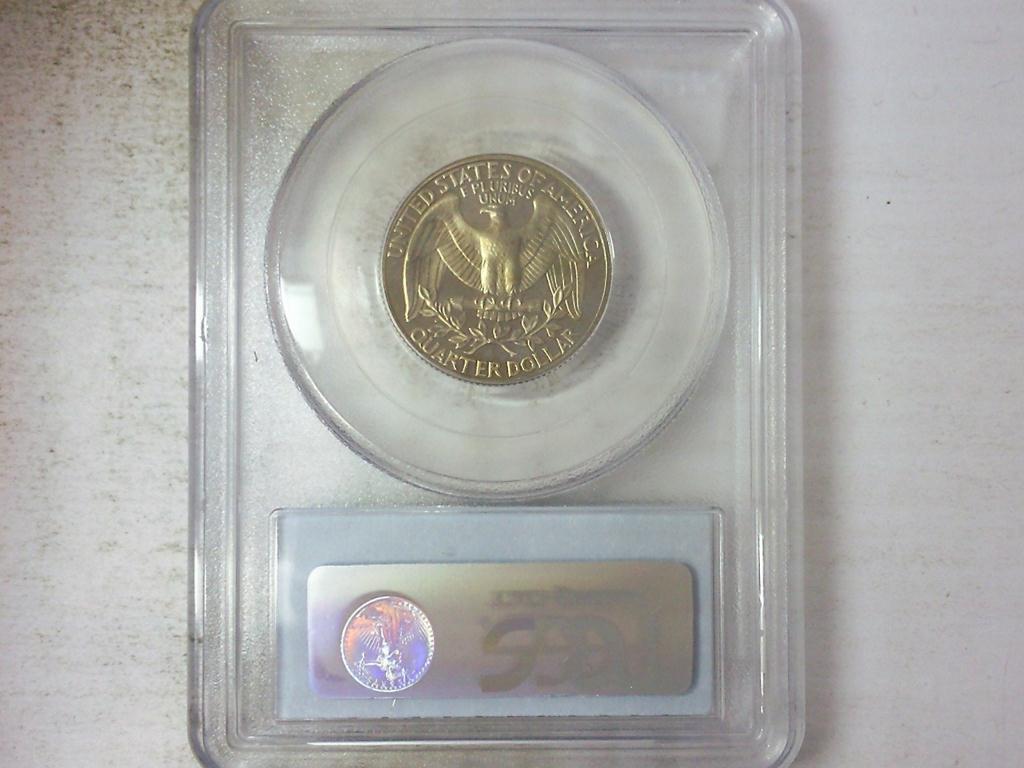 UNITED STATES OF AMERICA
E PLURIBUS
UNUM
QUARTER DOLLAR